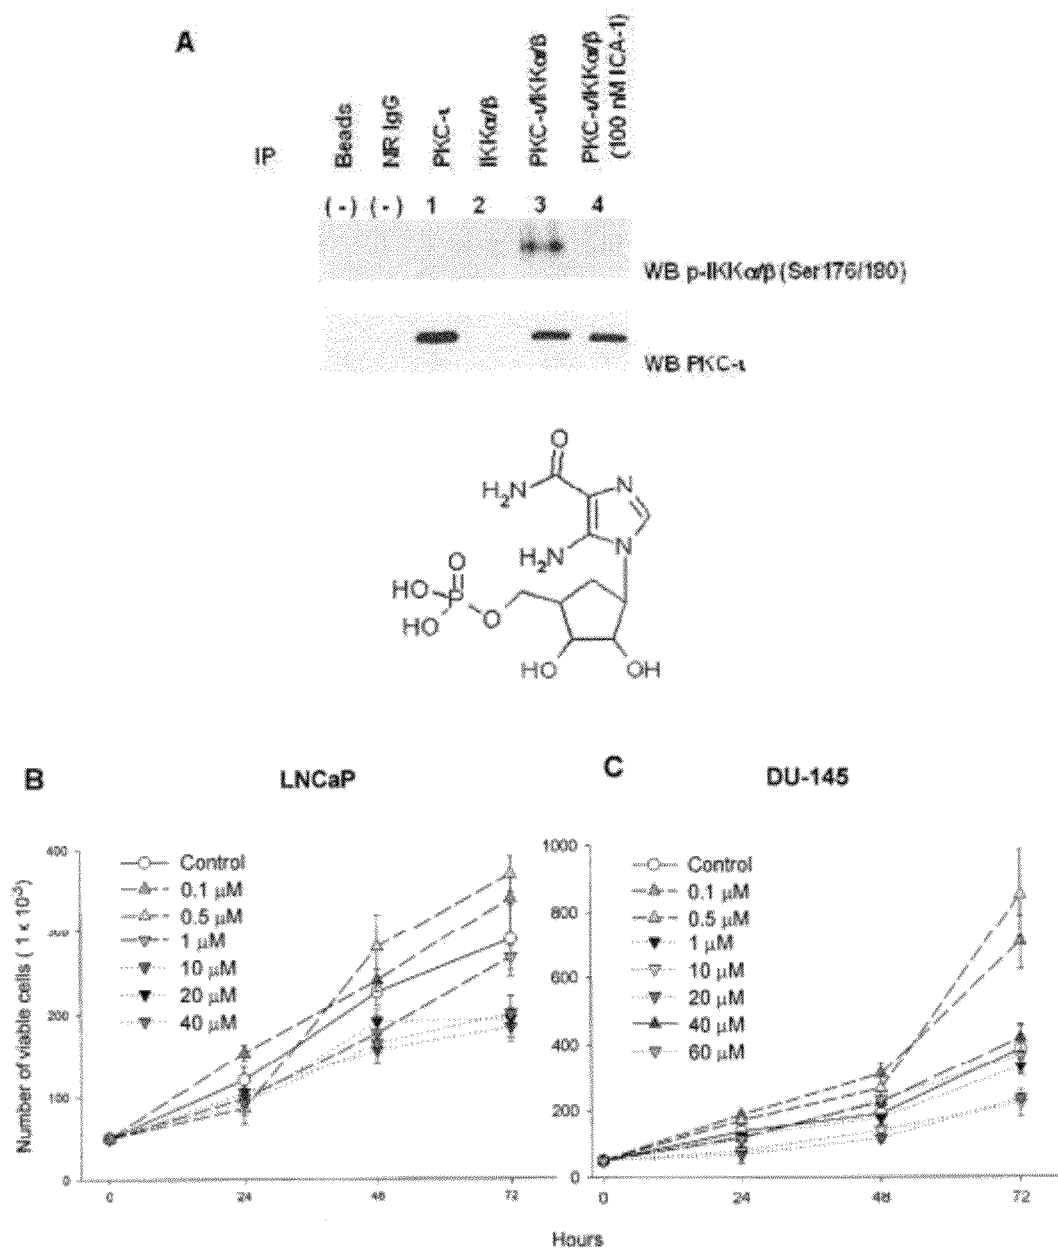 A
IP
Beads
NR IgG
PKC-ι
IKKα/β
PKC-ι/IKKα/β
PKC-ι/IKKα/β
(100 nM ICA-1)
(-) (-) 1 2 3 4
WB p-IKKα/β (Ser176/180)
WB PKC-ι
O
H2N
N
H2N
N
O
HO
P
O
HO
HO
OH
B
LNCaP
Number of viable cells (1 x 10-3)
400
200
100
0
Control
0.1 µM
0.5 µM
1 µM
10 µM
20 µM
40 µM
0 24 48 72
C
DU-145
1000
800
600
400
200
0
Control
0.1 µM
0.5 µM
1 µM
10 µM
20 µM
40 µM
60 µM
0 24 48 72
Hours